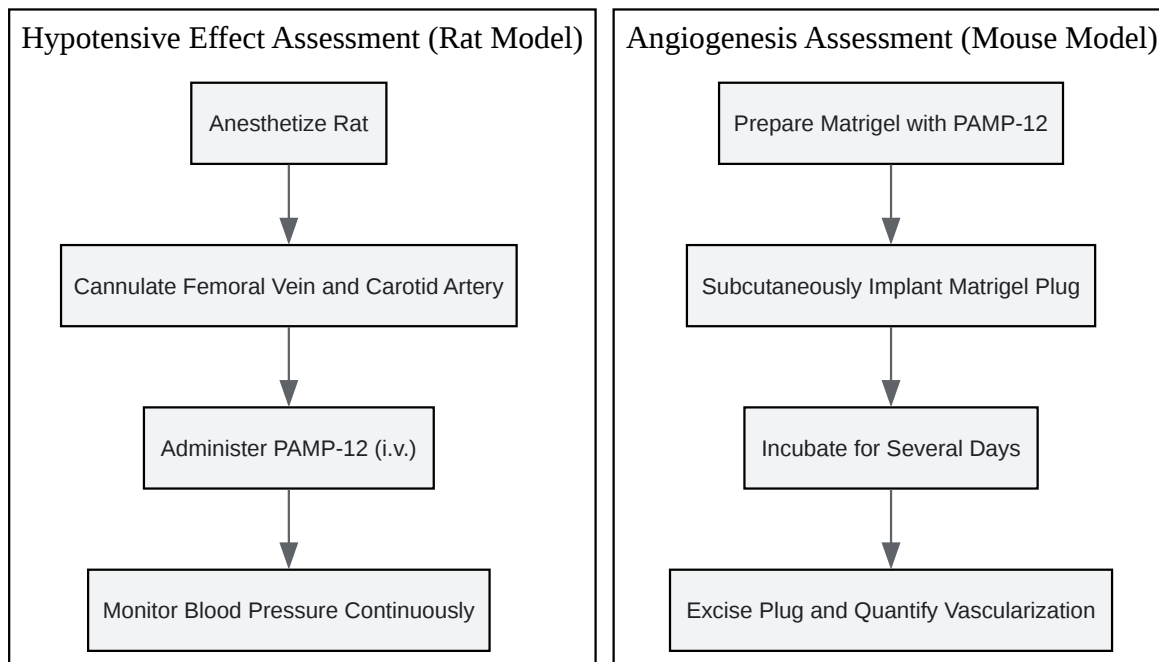 Hypotensive Effect Assessment (Rat Model)
Anesthetize Rat
Cannulate Femoral Vein and Carotid Artery
Administer PAMP-12 (i.v.)
Monitor Blood Pressure Continuously
Angiogenesis Assessment (Mouse Model)
Prepare Matrigel with PAMP-12
Subcutaneously Implant Matrigel Plug
Incubate for Several Days
Excise Plug and Quantify Vascularization